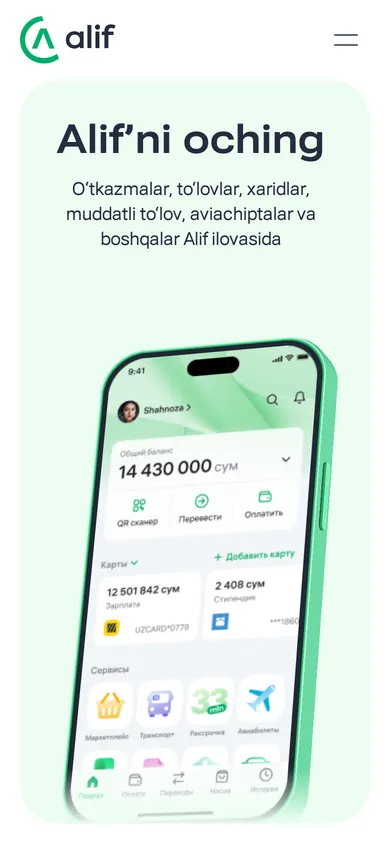 alif
Alif’ni oching
O‘tkazmalar, to‘lovlar, xaridlar,
muddatli to‘lov, aviachiptalar va
boshqalar Alif ilovasida
9:41
Shahnoza >
Общий баланс
14 430 000 сум
QR сканер
Перевести
Оплатить
Карты
+ Добавить карту
12 501 842 сум
Зарплата
UZCARD*0779
2 408 сум
Стипендия
***1860
Сервисы
33
min
Маркетплейс
Транспорт
Рассрочка
Авиабилеты
Главная
Оплата
Переводы
История